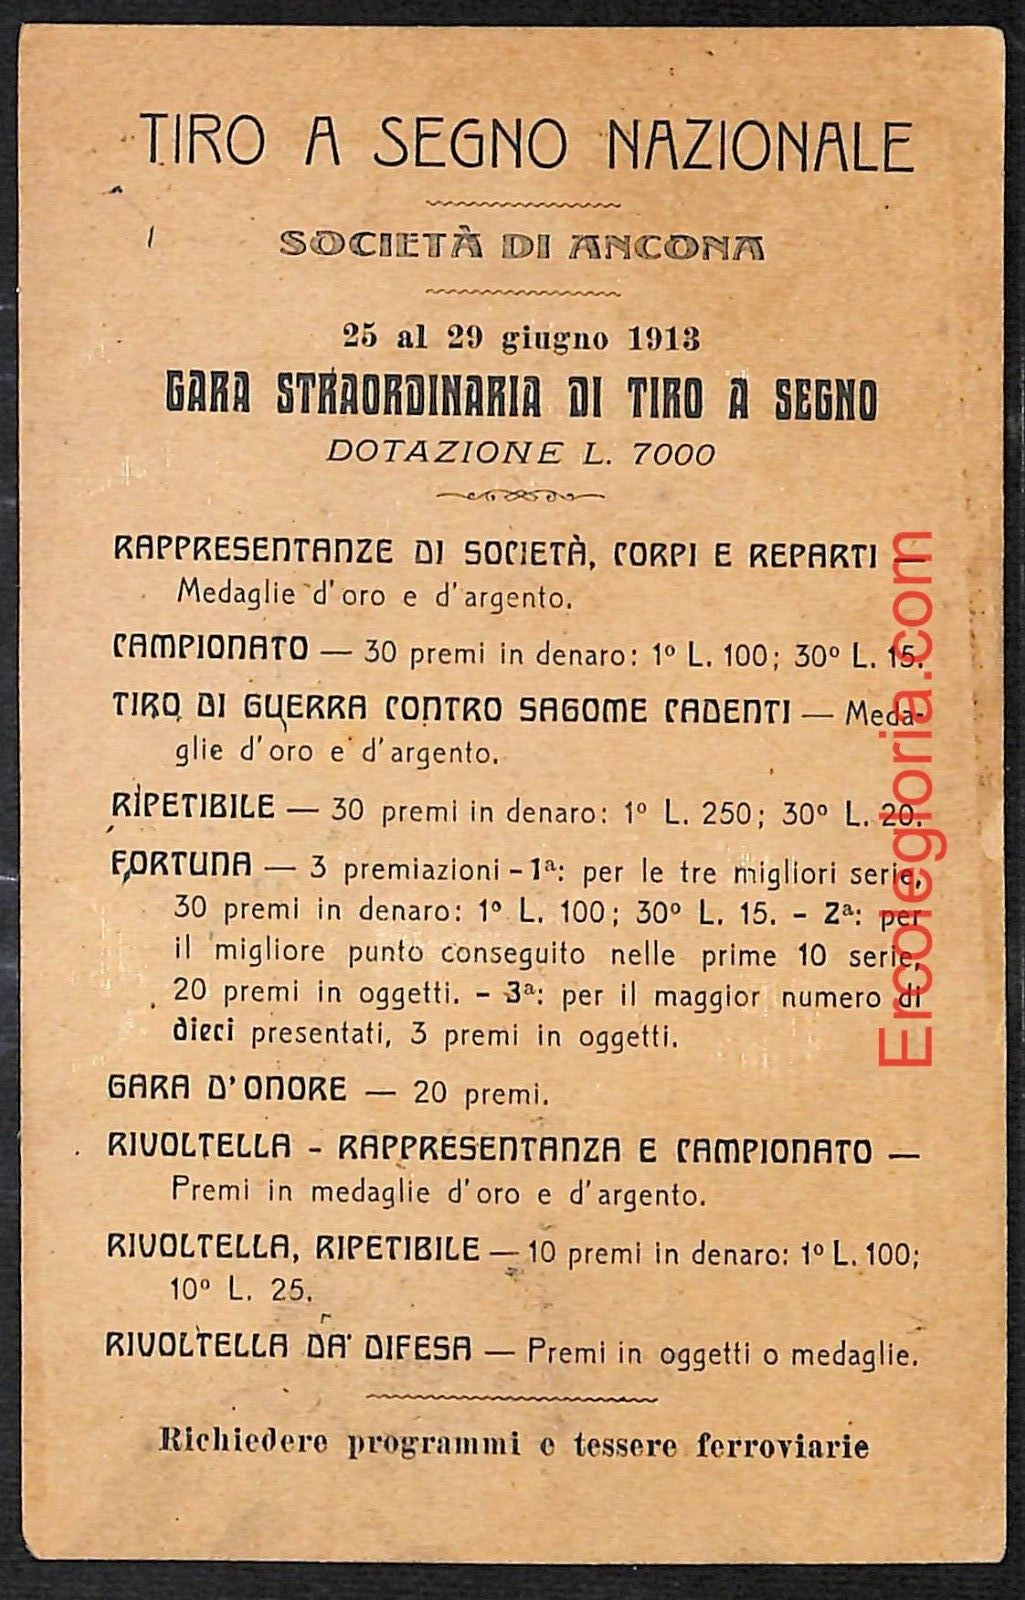 TIRO A SEGNO NAZIONALE
SOCIETÀ DI ANCONA
25 al 29 giugno 1913
GARA STRAORDINARIA DI TIRO A SEGNO
DOTAZIONE L. 7000
RAPPRESENTANZE DI SOCIETÀ, CORPI E REPARTI
Medaglie d'oro e d'argento.
CAMPIONATO — 30 premi in denaro: 1º L. 100; 30º L. 15.
TIRO DI GUERRA CONTRO SAGOME CADENTI — Meda-
glie d'oro e d'argento.
RIPETIBILE — 30 premi in denaro: 1º L. 250; 30º L. 20.
FORTUNA — 3 premiazioni - 1ª: per le tre migliori serie,
30 premi in denaro: 1º L. 100; 30º L. 15. - 2ª: per
il migliore punto conseguito nelle prime 10 serie,
20 premi in oggetti. - 3ª: per il maggior numero di
dieci presentati, 3 premi in oggetti.
GARA D'ONORE — 20 premi.
RIVOLTELLA - RAPPRESENTANZA E CAMPIONATO —
Premi in medaglie d'oro e d'argento.
RIVOLTELLA, RIPETIBILE — 10 premi in denaro: 1º L. 100;
10º L. 25.
RIVOLTELLA DA' DIFESA — Premi in oggetti o medaglie.
Richiedere programmi e tessere ferroviarie
Ercolegloria.com